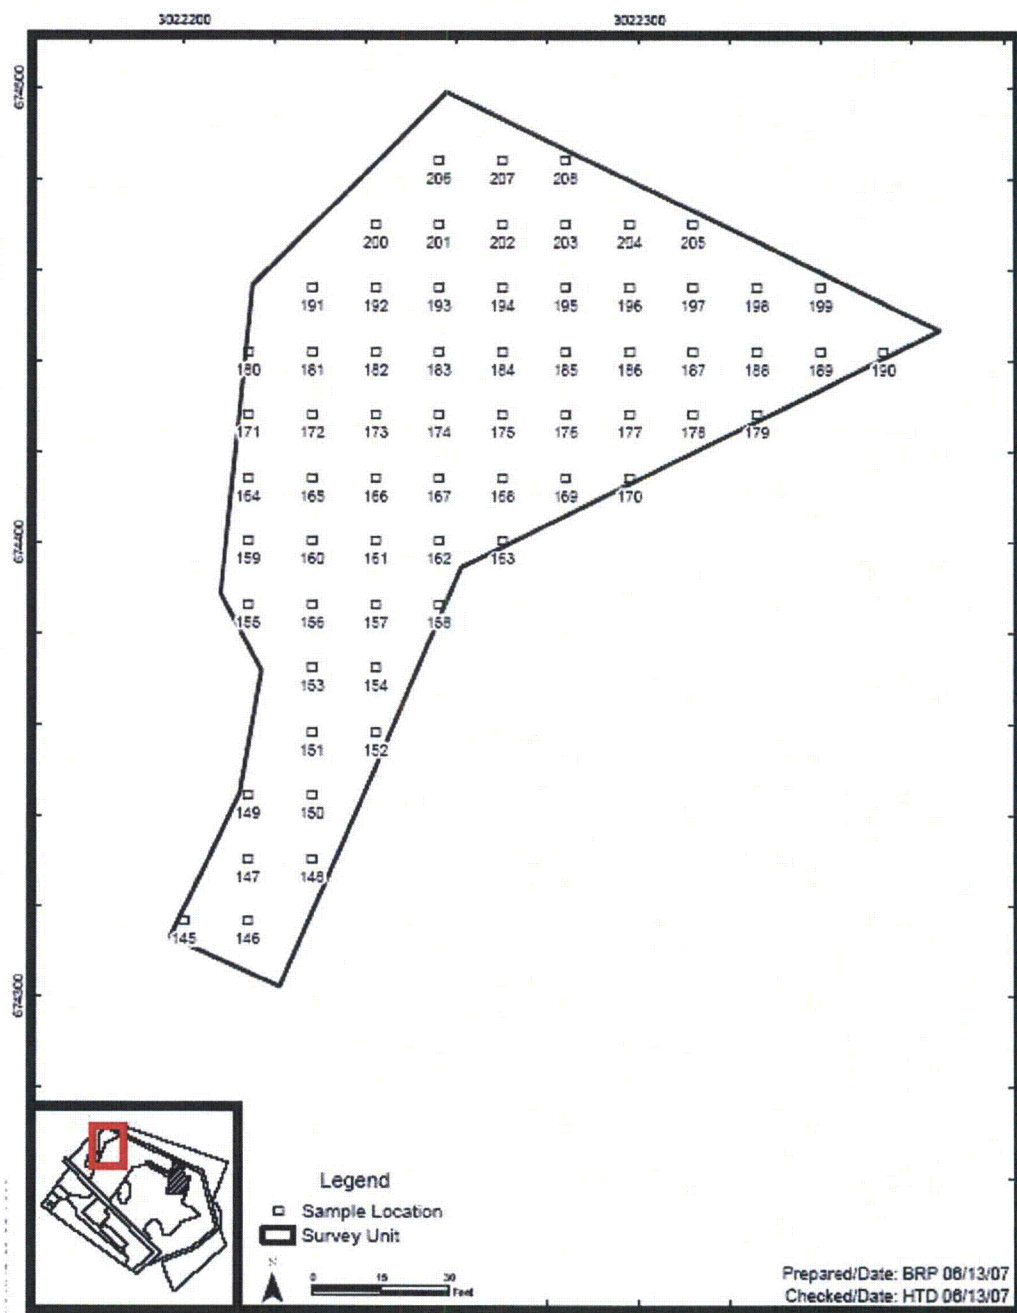 3022200 3022300
674500
206 207 208
200 201 202 203 204 205
191 192 193 194 195 196 197 198 199
180 181 182 183 184 185 186 187 188 189 190
171 172 173 174 175 176 177 178 179
164 165 166 167 168 169 170
674400
159 160 161 162 163
155 156 157 158
153 154
151 152
149 150
147 148
145 146
674300
Legend
Sample Location
Survey Unit
N
0 15 30
Feet
Prepared/Date: BRP 06/13/07
Checked/Date: HTD 06/13/07